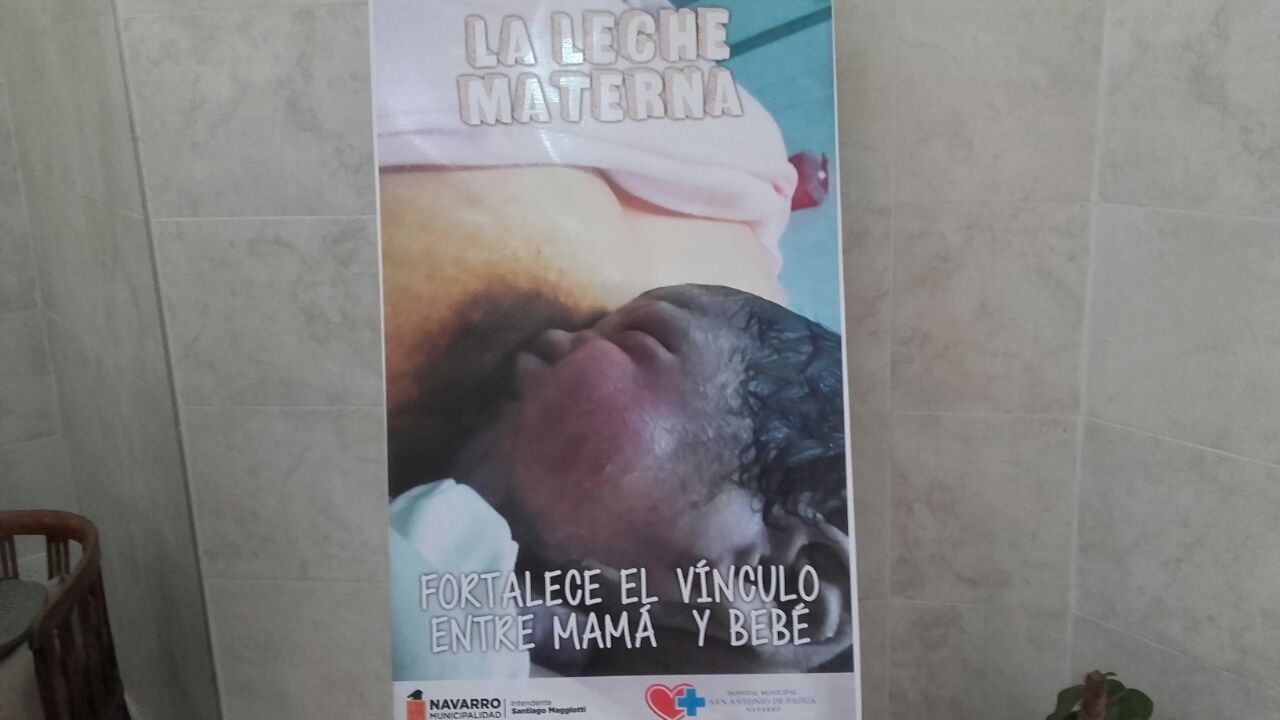 LA LECHE
MATERNA
FORTALECE EL VÍNCULO
ENTRE MAMÁ Y BEBÉ
NAVARRO
MUNICIPALIDAD
Intendente
Santiago Maggiotti
HOSPITAL MUNICIPAL
SAN ANTONIO DE PADUA
NAVARRO